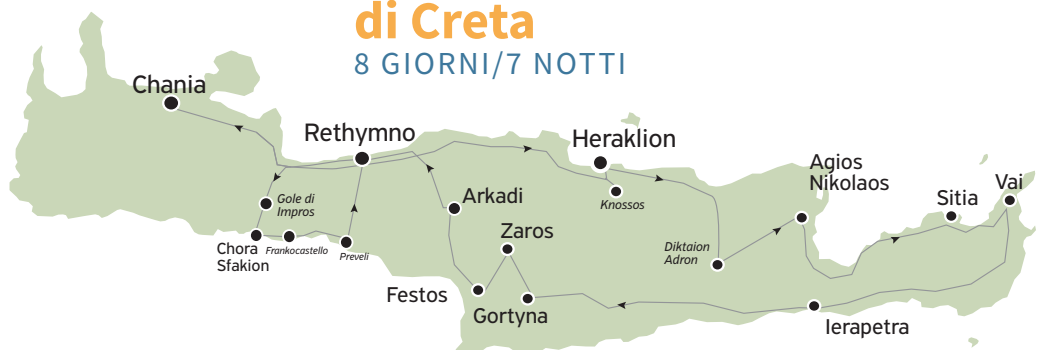 di Creta
8 GIORNI/7 NOTTI
Chania
Rethymno
Heraklion
Agios
Nikolaos
Sitia
Vai
Knossos
Arkadi
Gole di
Impros
Zaros
Chora
Sfakion
Frankocastello
Preveli
Diktaion
Adron
Festos
Gortyna
Ierapetra